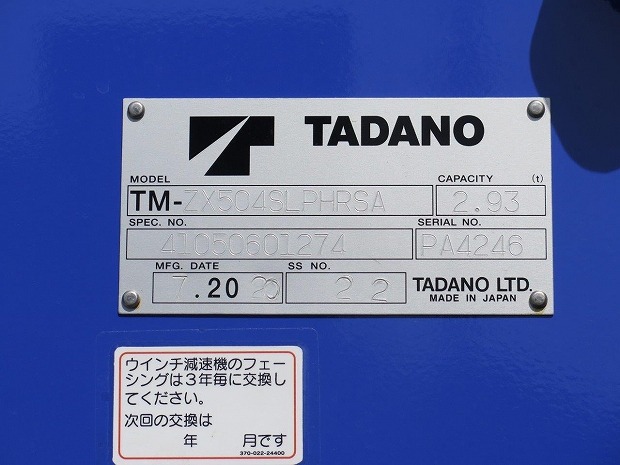 TADANO
MODEL CAPACITY (t)
TM-ZX504SLPHRSA 2.93
SPEC. NO. SERIAL NO.
41050601274 PA4246
MFG. DATE SS NO.
7.2020 22 TADANO LTD.
MADE IN JAPAN
ウインチ減速機のフェー
シングは3年毎に交換し
てください。
次回の交換は
年 月です
370-022-24400